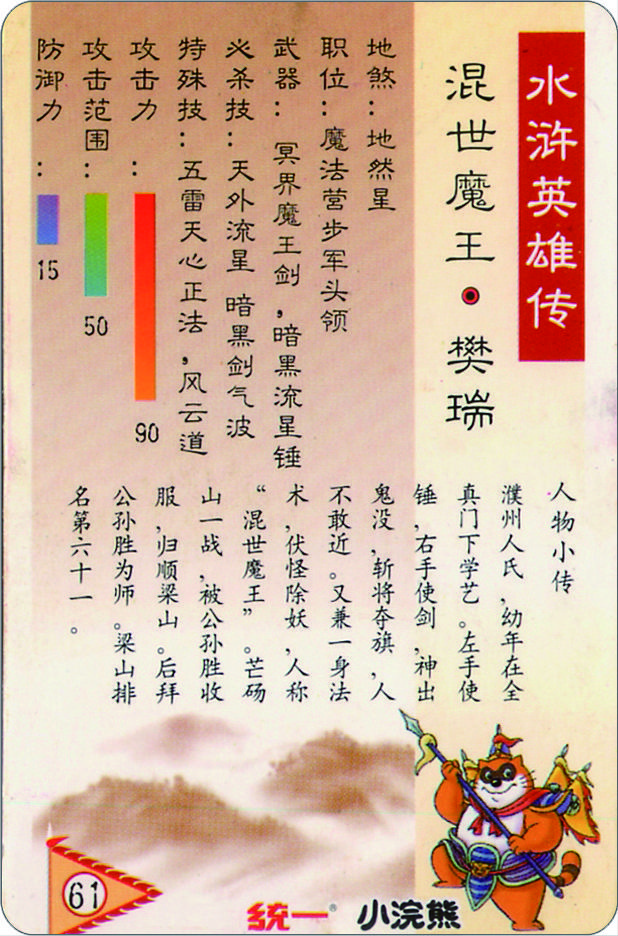 水浒英雄传
混世魔王·樊瑞
地煞：地然星
职位：魔法营步军头领
武器：冥界魔王剑，暗黑流星锤
必杀技：天外流星 暗黑剑气波
特殊技：五雷天心正法，风云道
攻击力：
90
攻击范围：
50
防御力：
15
人物小传
濮州人氏，幼年在全
真门下学艺。左手使
锤，右手使剑，神出
鬼没，斩将夺旗，人
不敢近。又兼一身法
术，伏怪除妖，人称
“混世魔王”。芒砀
山一战，被公孙胜收
服，归顺梁山。后拜
公孙胜为师。梁山排
名第六十一。
61
统一® 小浣熊